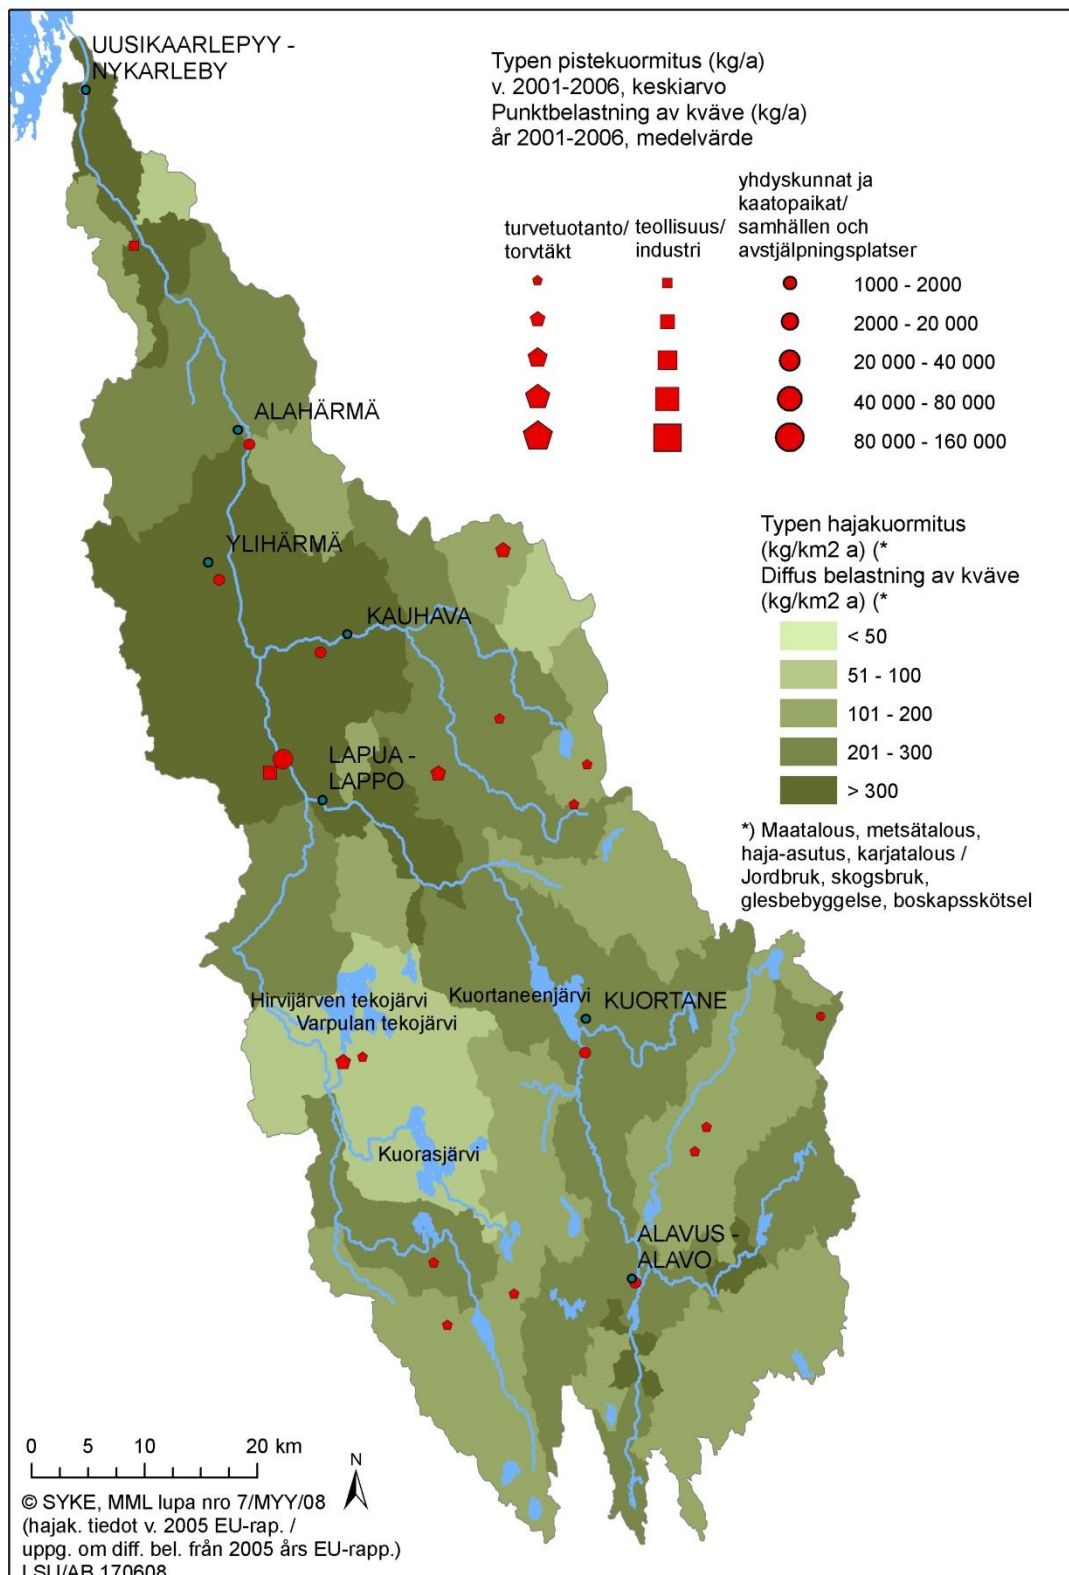 UUSIKAARLEPYY -
NYKARLEBY
Typen pistekuormitus (kg/a)
v. 2001-2006, keskiarvo
Punktbelastning av kväve (kg/a)
år 2001-2006, medelvärde
turvetuotanto/
torvtäkt
teollisuus/
industri
yhdyskunnat ja
kaatopaikat/
samhällen och
avstjälpningsplatser
1000 - 2000
2000 - 20 000
20 000 - 40 000
40 000 - 80 000
80 000 - 160 000
ALAHÄRMÄ
YLIHÄRMÄ
KAUHAVA
LAPUA -
LAPPO
Typen hajakuormitus
(kg/km2 a) (*
Diffus belastning av kväve
(kg/km2 a) (*
< 50
51 - 100
101 - 200
201 - 300
> 300
*) Maatalous, metsätalous,
haja-asutus, karjatalous /
Jordbruk, skogsbruk,
glesbebyggelse, boskapsskötsel
Hirvijärven tekojärvi
Varpulan tekojärvi
Kuortaneenjärvi
KUORTANE
Kuorasjärvi
ALAVUS -
ALAVO
0 5 10 20 km
N
© SYKE, MML lupa nro 7/MYY/08
(hajak. tiedot v. 2005 EU-rap. /
uppg. om diff. bel. från 2005 års EU-rapp.)
LSU/AB 170608